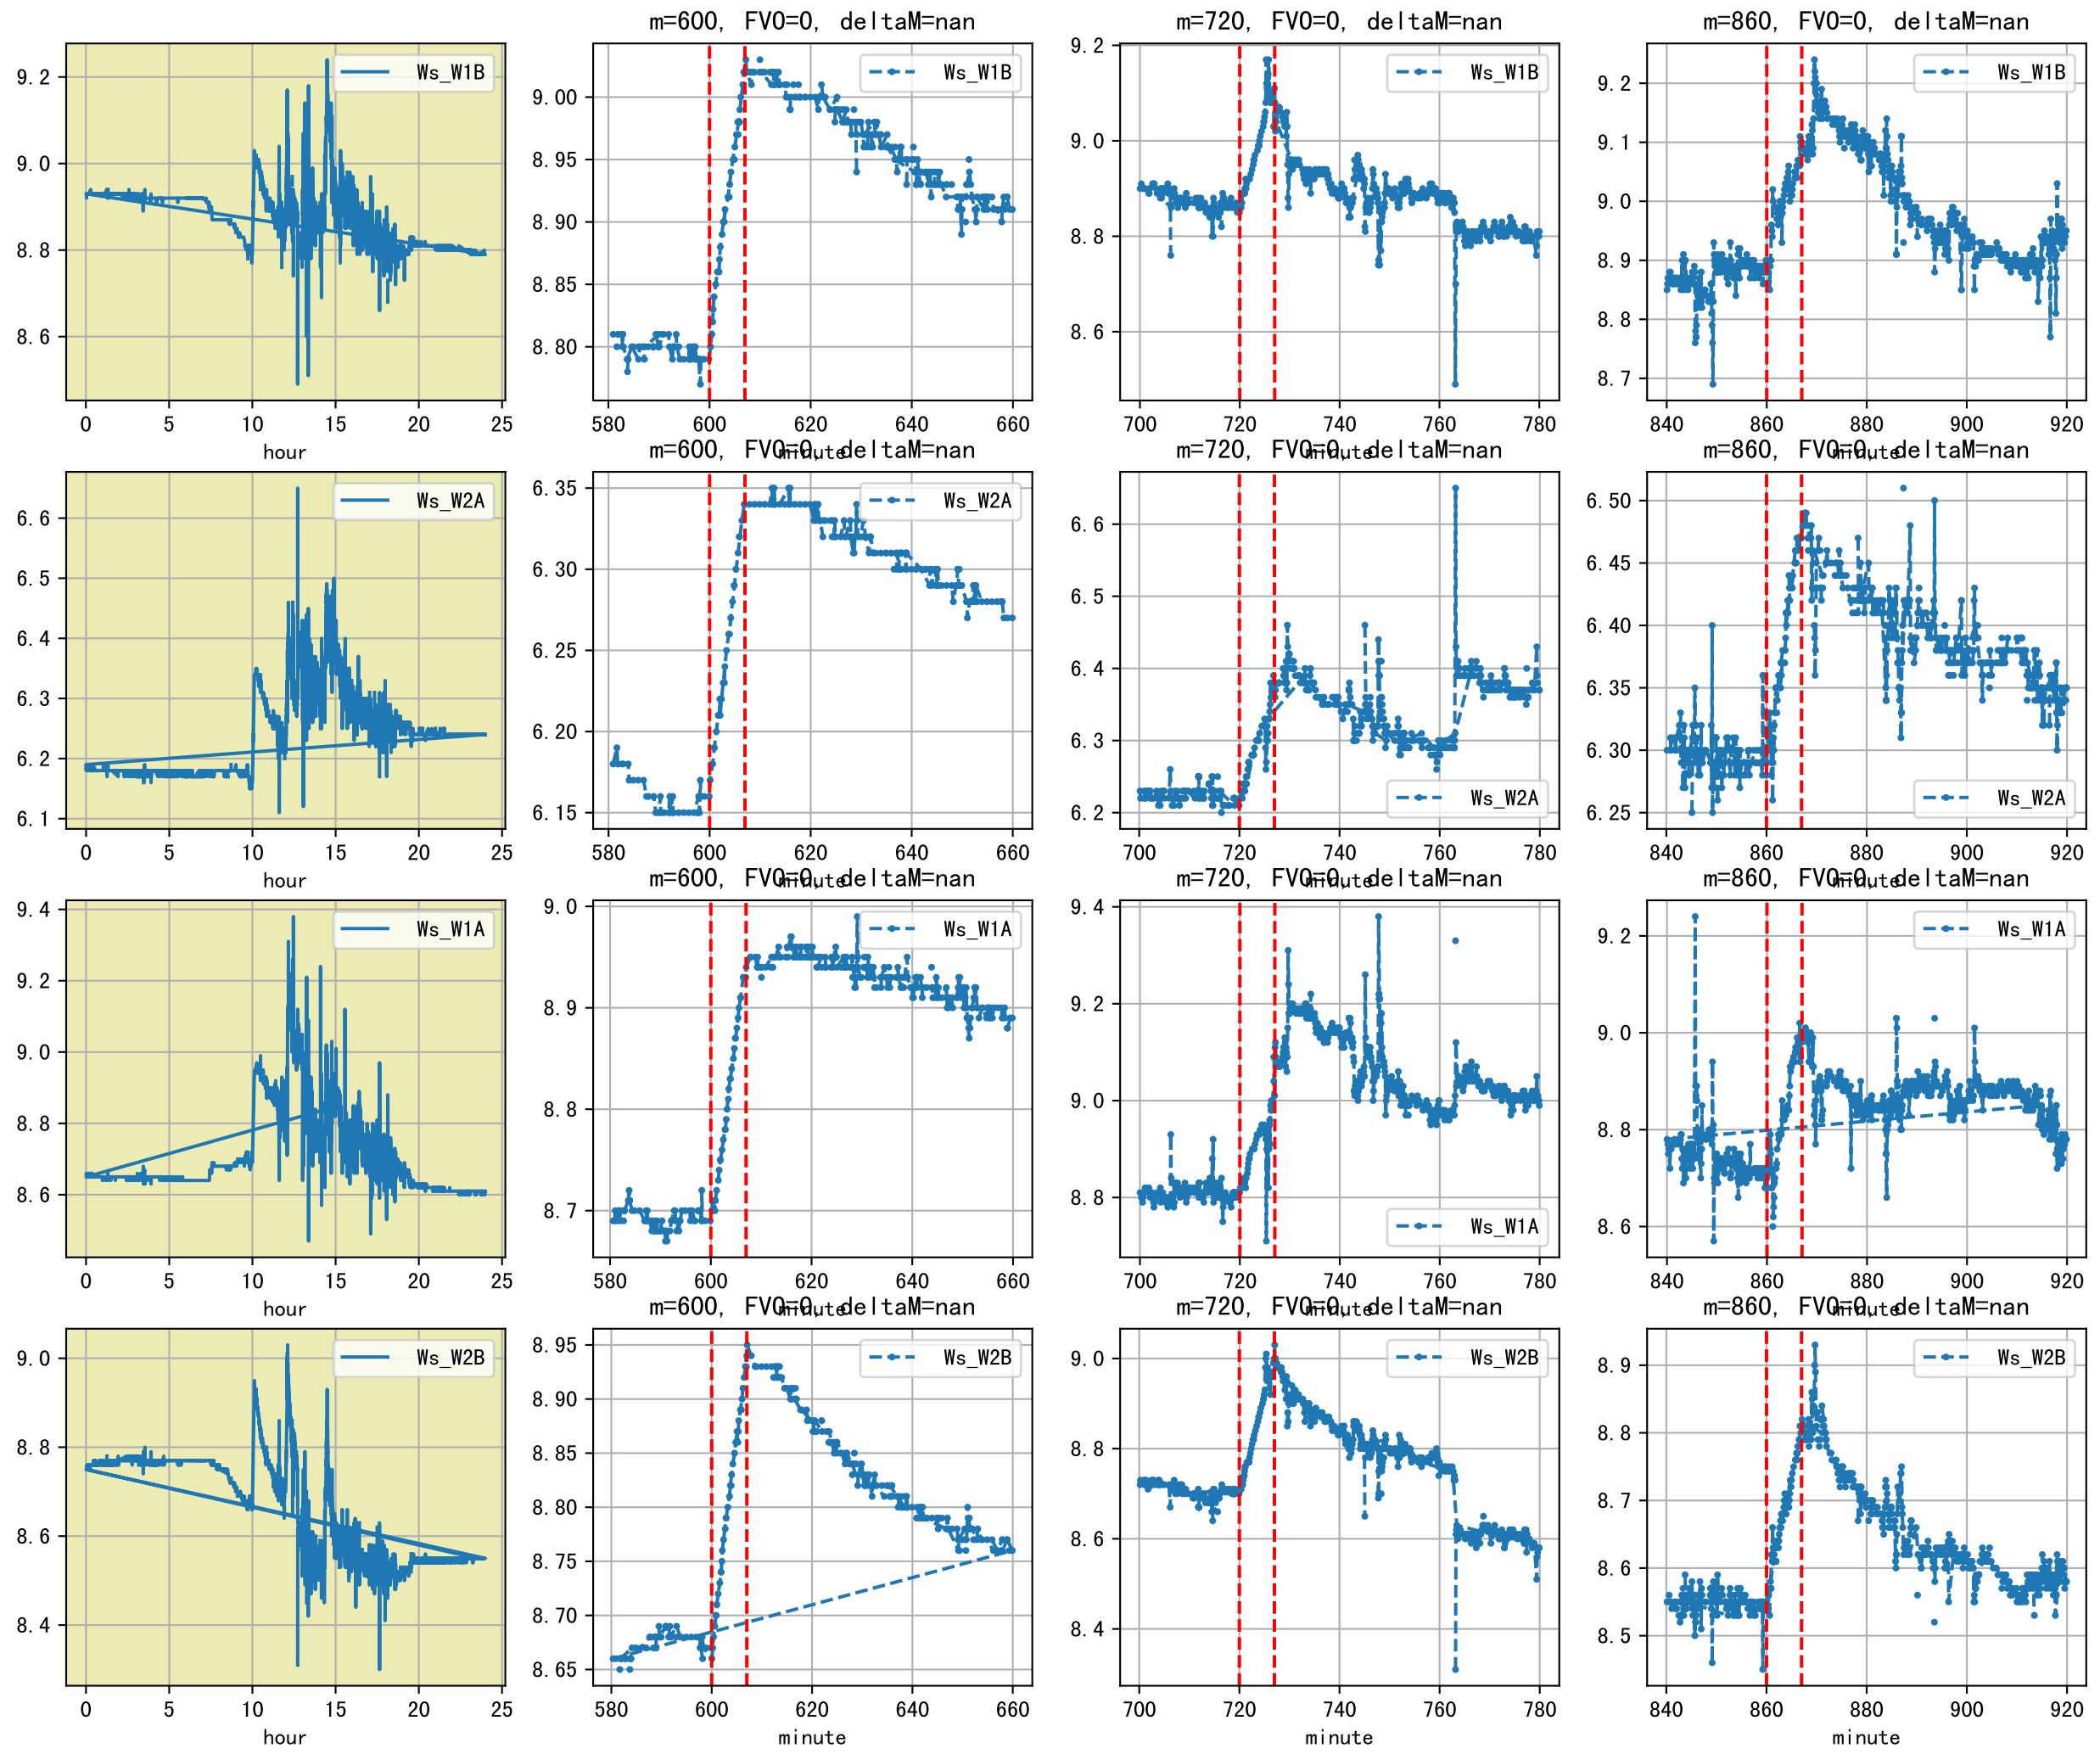 m=600, FVO=0, deltaM=nan
m=720, FVO=0, deltaM=nan
m=860, FVO=0, deltaM=nan
Ws_W1B
9.2
9.0
8.8
8.6
0 5 10 15 20 25
hour
Ws_W1B
9.00
8.95
8.90
8.85
8.80
580 600 620 640 660
minute
Ws_W1B
9.2
9.0
8.8
8.6
700 720 740 760 780
minute
Ws_W1B
9.2
9.1
9.0
8.9
8.8
8.7
840 860 880 900 920
minute
m=600, FVO=0, deltaM=nan
m=720, FVO=0, deltaM=nan
m=860, FVO=0, deltaM=nan
Ws_W2A
6.6
6.5
6.4
6.3
6.2
6.1
0 5 10 15 20 25
hour
Ws_W2A
6.35
6.30
6.25
6.20
6.15
580 600 620 640 660
minute
6.6
6.5
6.4
6.3
6.2
Ws_W2A
700 720 740 760 780
minute
6.50
6.45
6.40
6.35
6.30
6.25
Ws_W2A
840 860 880 900 920
minute
m=600, FVO=0, deltaM=nan
m=720, FVO=0, deltaM=nan
m=860, FVO=0, deltaM=nan
Ws_W1A
9.4
9.2
9.0
8.8
8.6
0 5 10 15 20 25
hour
Ws_W1A
9.0
8.9
8.8
8.7
580 600 620 640 660
minute
9.4
9.2
9.0
8.8
Ws_W1A
700 720 740 760 780
minute
Ws_W1A
9.2
9.0
8.8
8.6
840 860 880 900 920
minute
m=600, FVO=0, deltaM=nan
m=720, FVO=0, deltaM=nan
m=860, FVO=0, deltaM=nan
Ws_W2B
9.0
8.8
8.6
8.4
0 5 10 15 20 25
hour
Ws_W2B
8.95
8.90
8.85
8.80
8.75
8.70
8.65
580 600 620 640 660
minute
Ws_W2B
9.0
8.8
8.6
8.4
700 720 740 760 780
minute
Ws_W2B
8.9
8.8
8.7
8.6
8.5
840 860 880 900 920
minute